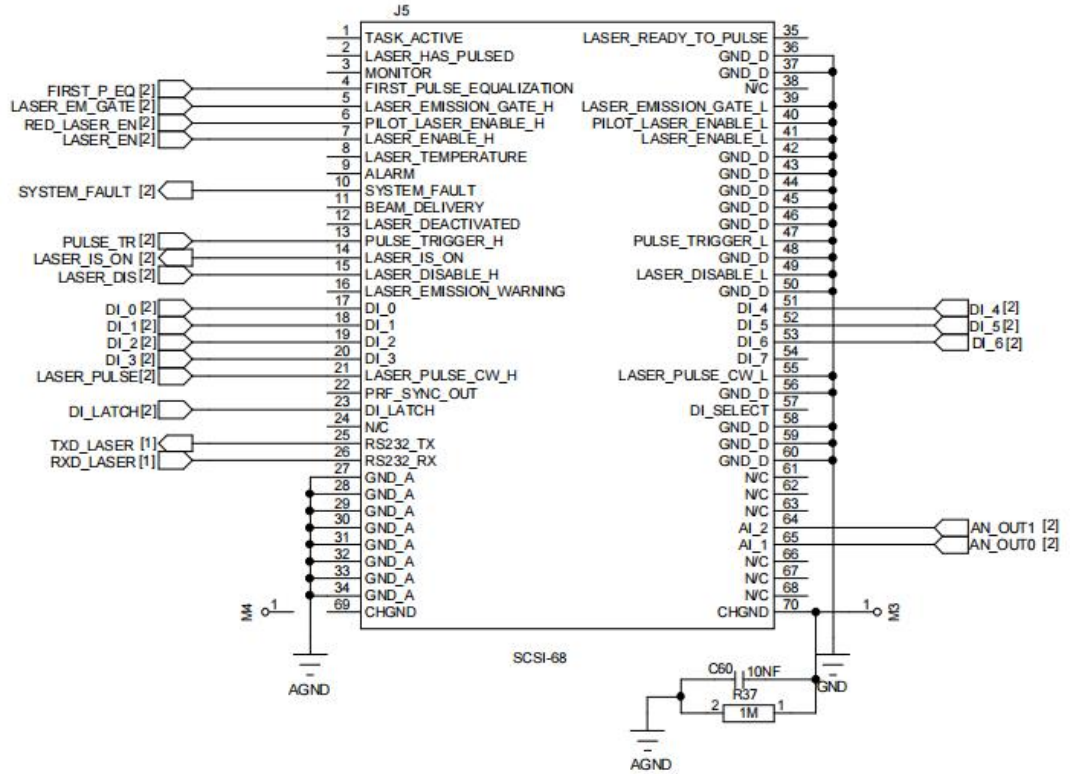 J5
1 TASK_ACTIVE LASER_READY_TO_PULSE 35
2 LASER_HAS_PULSED GND_D 36
3 MONITOR GND_D 37
FIRST_P_EQ[2] 4 FIRST_PULSE_EQUALIZATION N/C 38
LASER_EM_GATE[2] 5 LASER_EMISSION_GATE_H LASER_EMISSION_GATE_L 39
RED_LASER_EN[2] 6 PILOT_LASER_ENABLE_H PILOT_LASER_ENABLE_L 40
LASER_EN[2] 7 LASER_ENABLE_H LASER_ENABLE_L 41
8 LASER_TEMPERATURE GND_D 42
9 ALARM GND_D 43
SYSTEM_FAULT [2] 10 SYSTEM_FAULT GND_D 44
11 BEAM_DELIVERY GND_D 45
12 LASER_DEACTIVATED GND_D 46
PULSE_TR[2] 13 PULSE_TRIGGER_H PULSE_TRIGGER_L 47
LASER_IS_ON [2] 14 LASER_IS_ON GND_D 48
LASER_DIS[2] 15 LASER_DISABLE_H LASER_DISABLE_L 49
16 LASER_EMISSION_WARNING GND_D 50
DI_0[2] 17 DI_0 DI_4 51 DI_4[2]
DI_1[2] 18 DI_1 DI_5 52 DI_5[2]
DI_2[2] 19 DI_2 DI_6 53 DI_6[2]
DI_3[2] 20 DI_3 DI_7 54
LASER_PULSE[2] 21 LASER_PULSE_CW_H LASER_PULSE_CW_L 55
22 PRF_SYNC_OUT GND_D 56
DI_LATCH[2] 23 DI_LATCH DI_SELECT 57
24 N/C GND_D 58
TXD_LASER [1] 25 RS232_TX GND_D 59
RXD_LASER[1] 26 RS232_RX GND_D 60
27 GND_A N/C 61
28 GND_A N/C 62
29 GND_A N/C 63
30 GND_A AI_2 64 AN_OUT1 [2]
31 GND_A AI_1 65 AN_OUT0 [2]
32 GND_A N/C 66
33 GND_A N/C 67
34 GND_A N/C 68
M4 1 69 CHGND CHGND 70 1 M3
SCSI-68
AGND
C60 10NF
GND
R37
2 1M 1
AGND